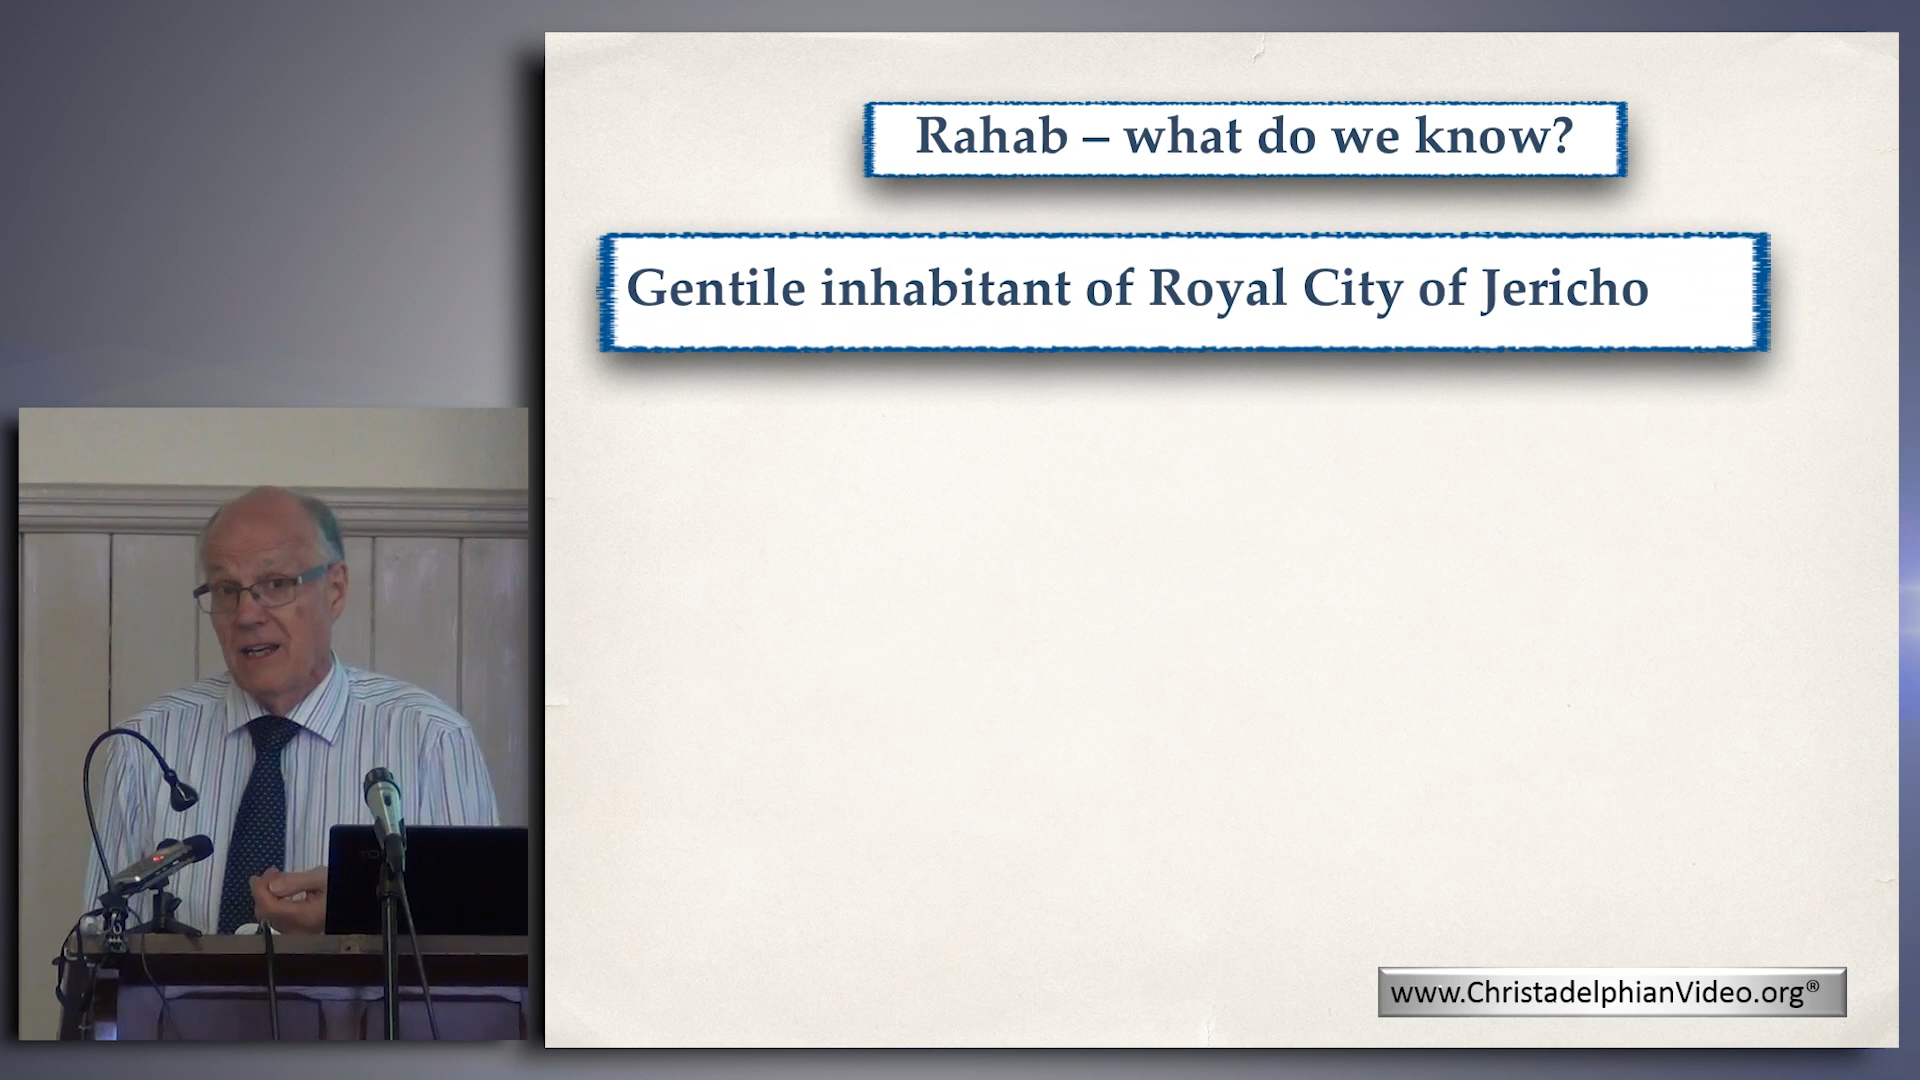 Rahab – what do we know?
Gentile inhabitant of Royal City of Jericho
www.ChristadelphianVideo.org®